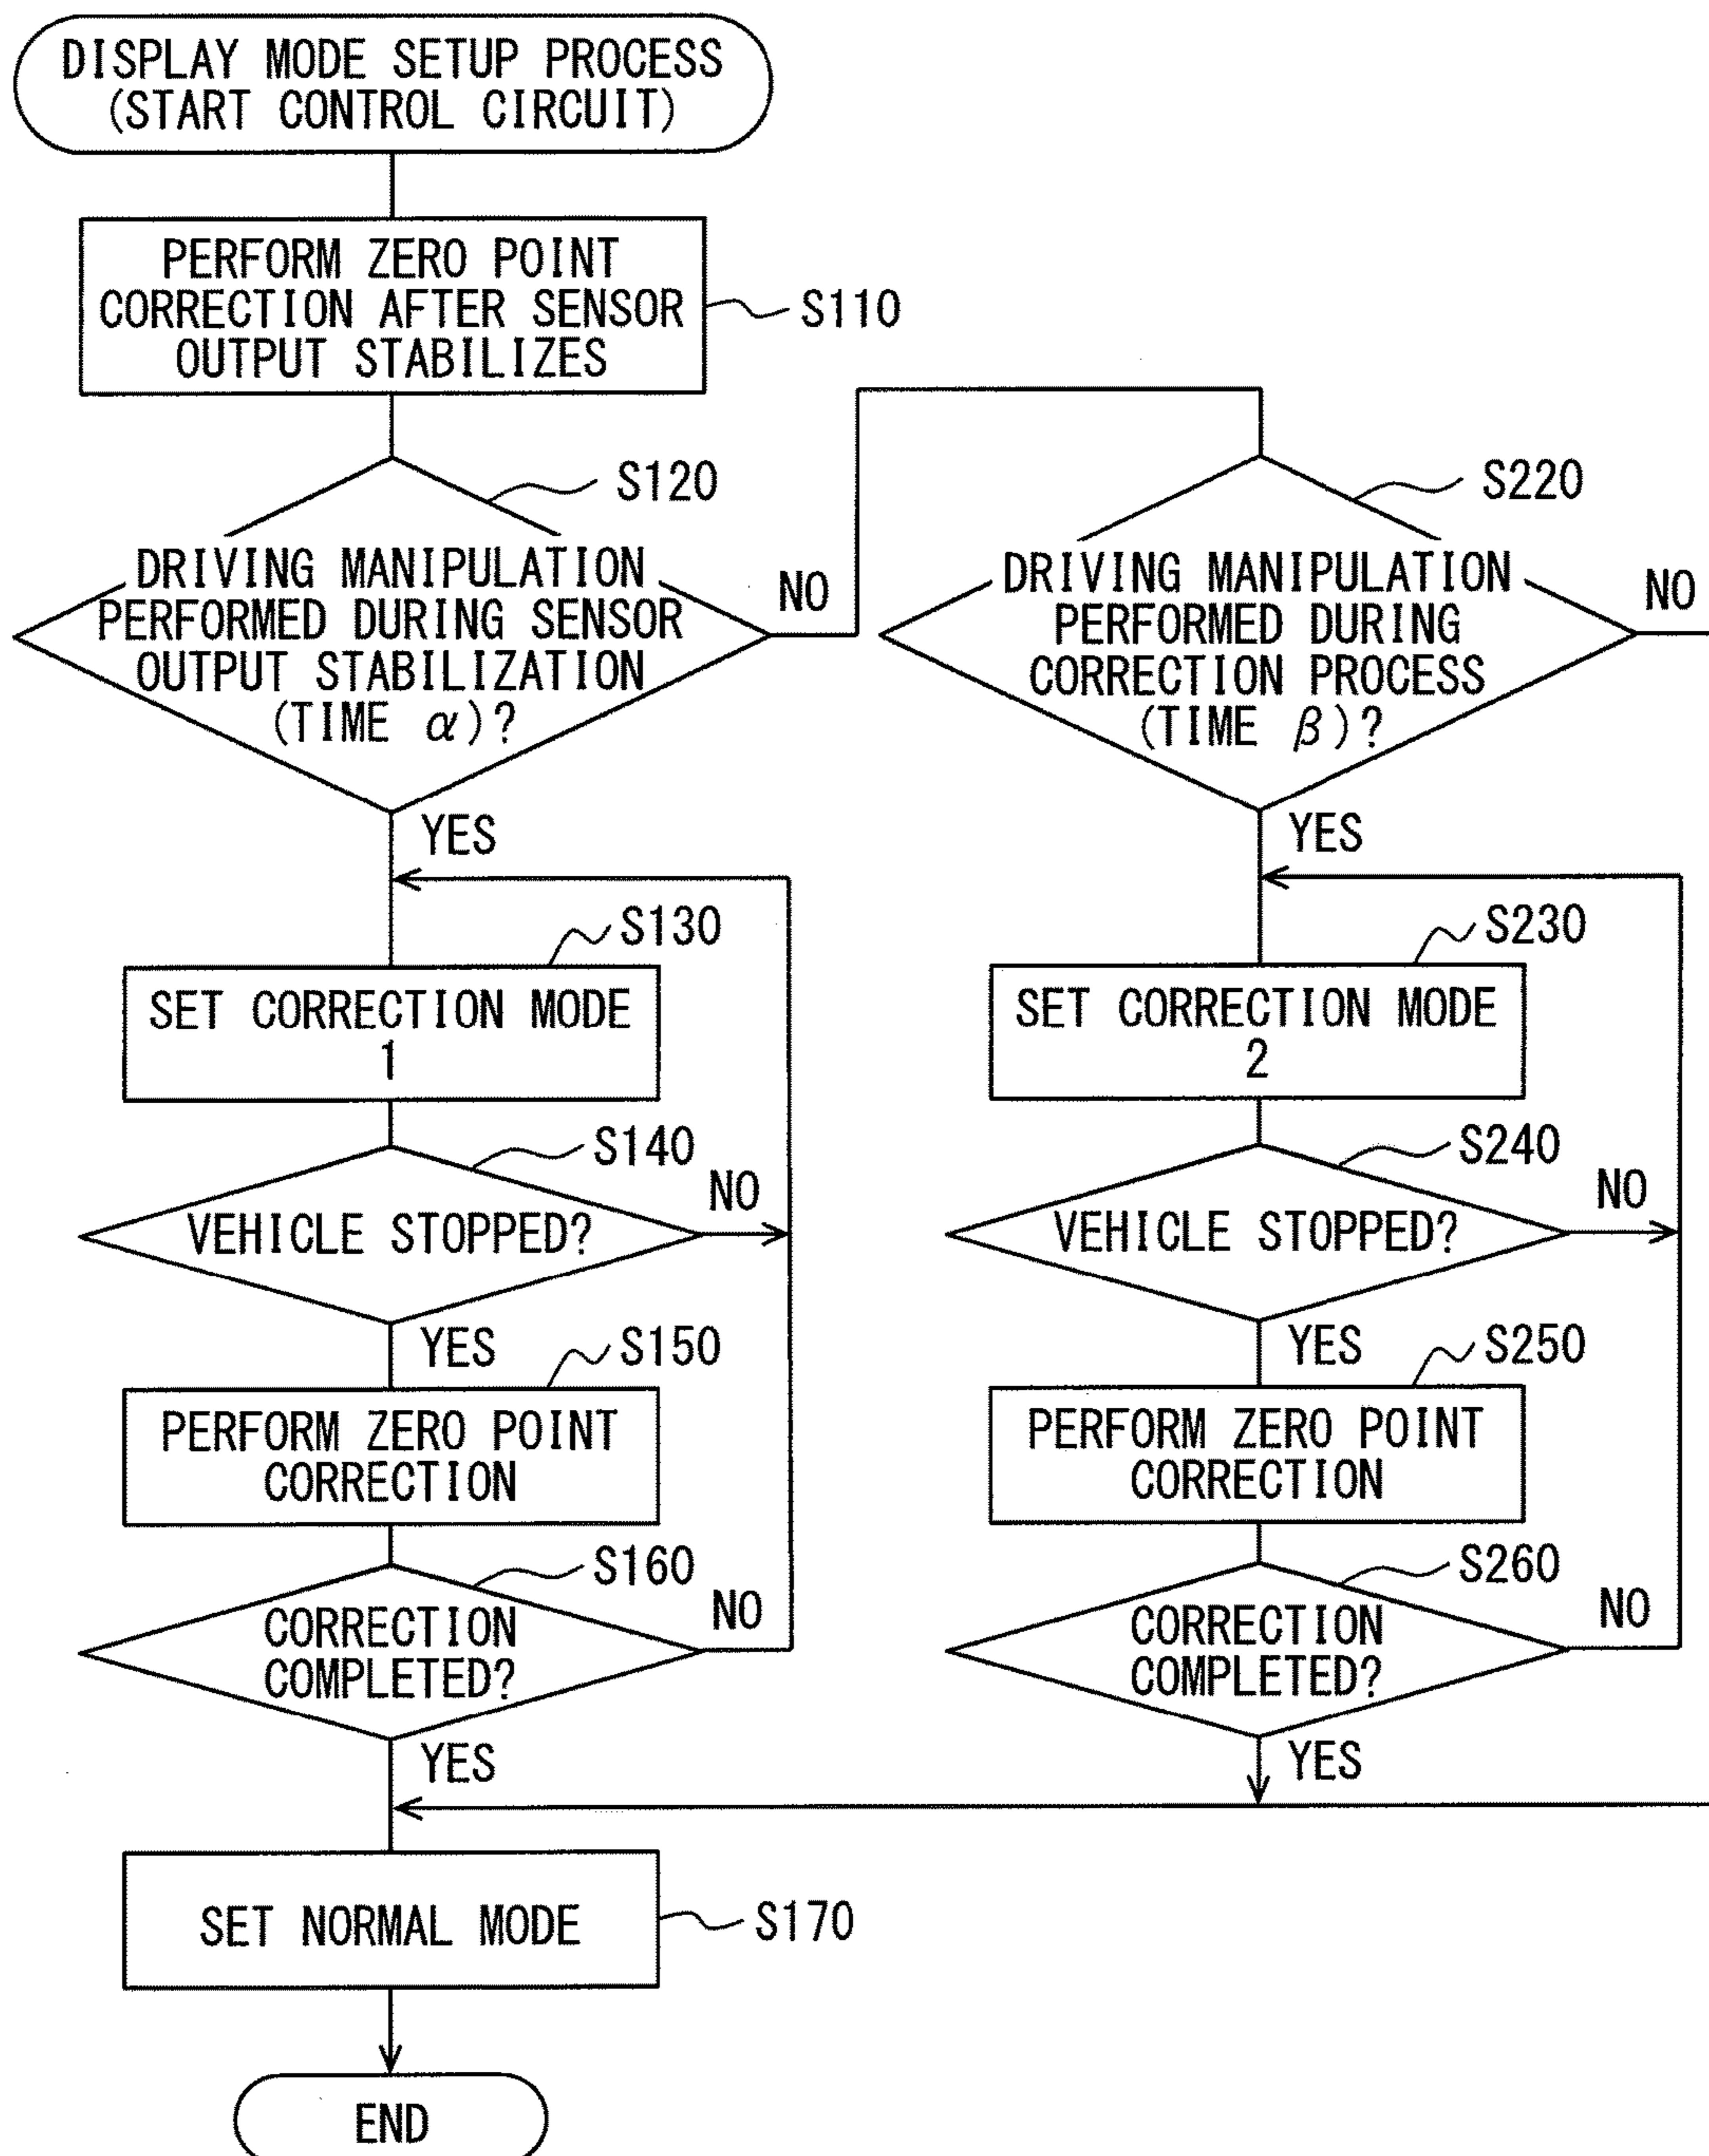 DISPLAY MODE SETUP PROCESS
(START CONTROL CIRCUIT)
PERFORM ZERO POINT
CORRECTION AFTER SENSOR
OUTPUT STABILIZES
S110
S120
DRIVING MANIPULATION
PERFORMED DURING SENSOR
OUTPUT STABILIZATION
(TIME α)?
NO
YES
S130
SET CORRECTION MODE
1
S140
VEHICLE STOPPED?
NO
YES
S150
PERFORM ZERO POINT
CORRECTION
S160
CORRECTION
COMPLETED?
NO
YES
S220
DRIVING MANIPULATION
PERFORMED DURING
CORRECTION PROCESS
(TIME β)?
NO
YES
S230
SET CORRECTION MODE
2
S240
VEHICLE STOPPED?
NO
YES
S250
PERFORM ZERO POINT
CORRECTION
S260
CORRECTION
COMPLETED?
NO
YES
SET NORMAL MODE
S170
END